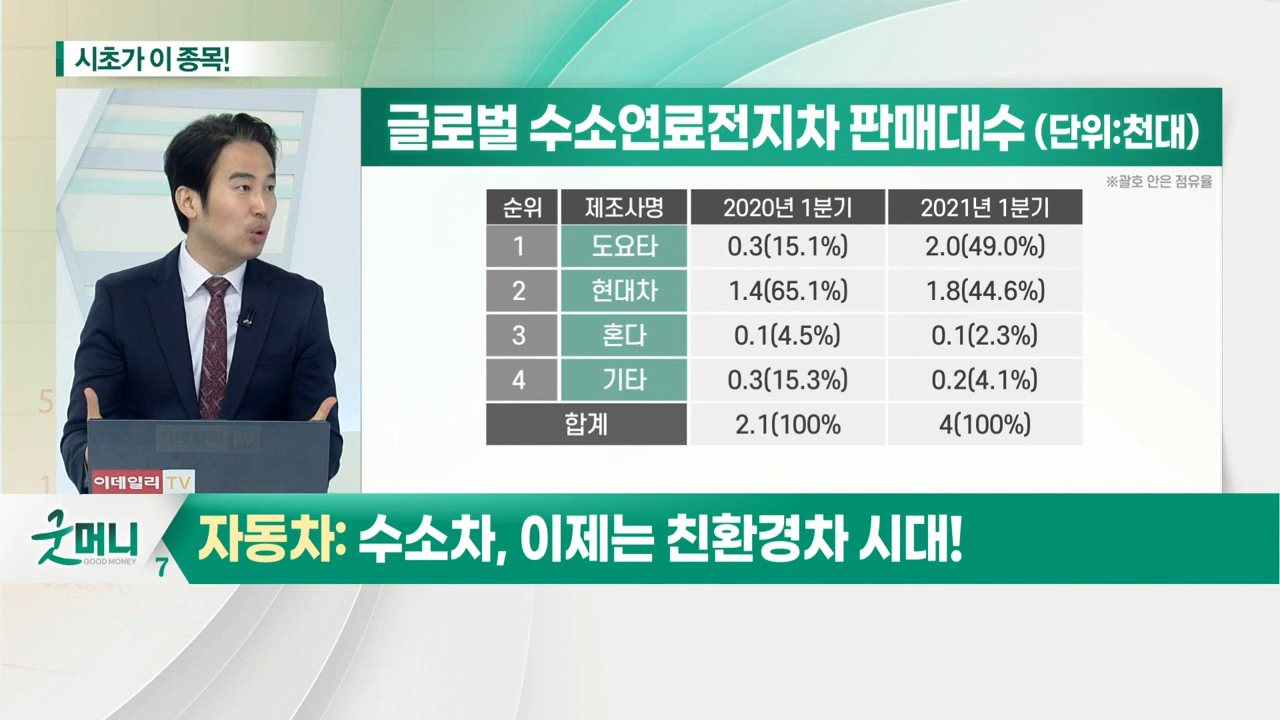 시초가 이 종목!
글로벌 수소연료전지차 판매대수 (단위:천대)
※괄호 안은 점유율
순위 제조사명 2020년 1분기 2021년 1분기
1 도요타 0.3(15.1%) 2.0(49.0%)
2 현대차 1.4(65.1%) 1.8(44.6%)
3 혼다 0.1(4.5%) 0.1(2.3%)
4 기타 0.3(15.3%) 0.2(4.1%)
합계 2.1(100% 4(100%)
이데일리 TV
이데일리 TV
굿머니
GOOD MONEY
7
자동차: 수소차, 이제는 친환경차 시대!